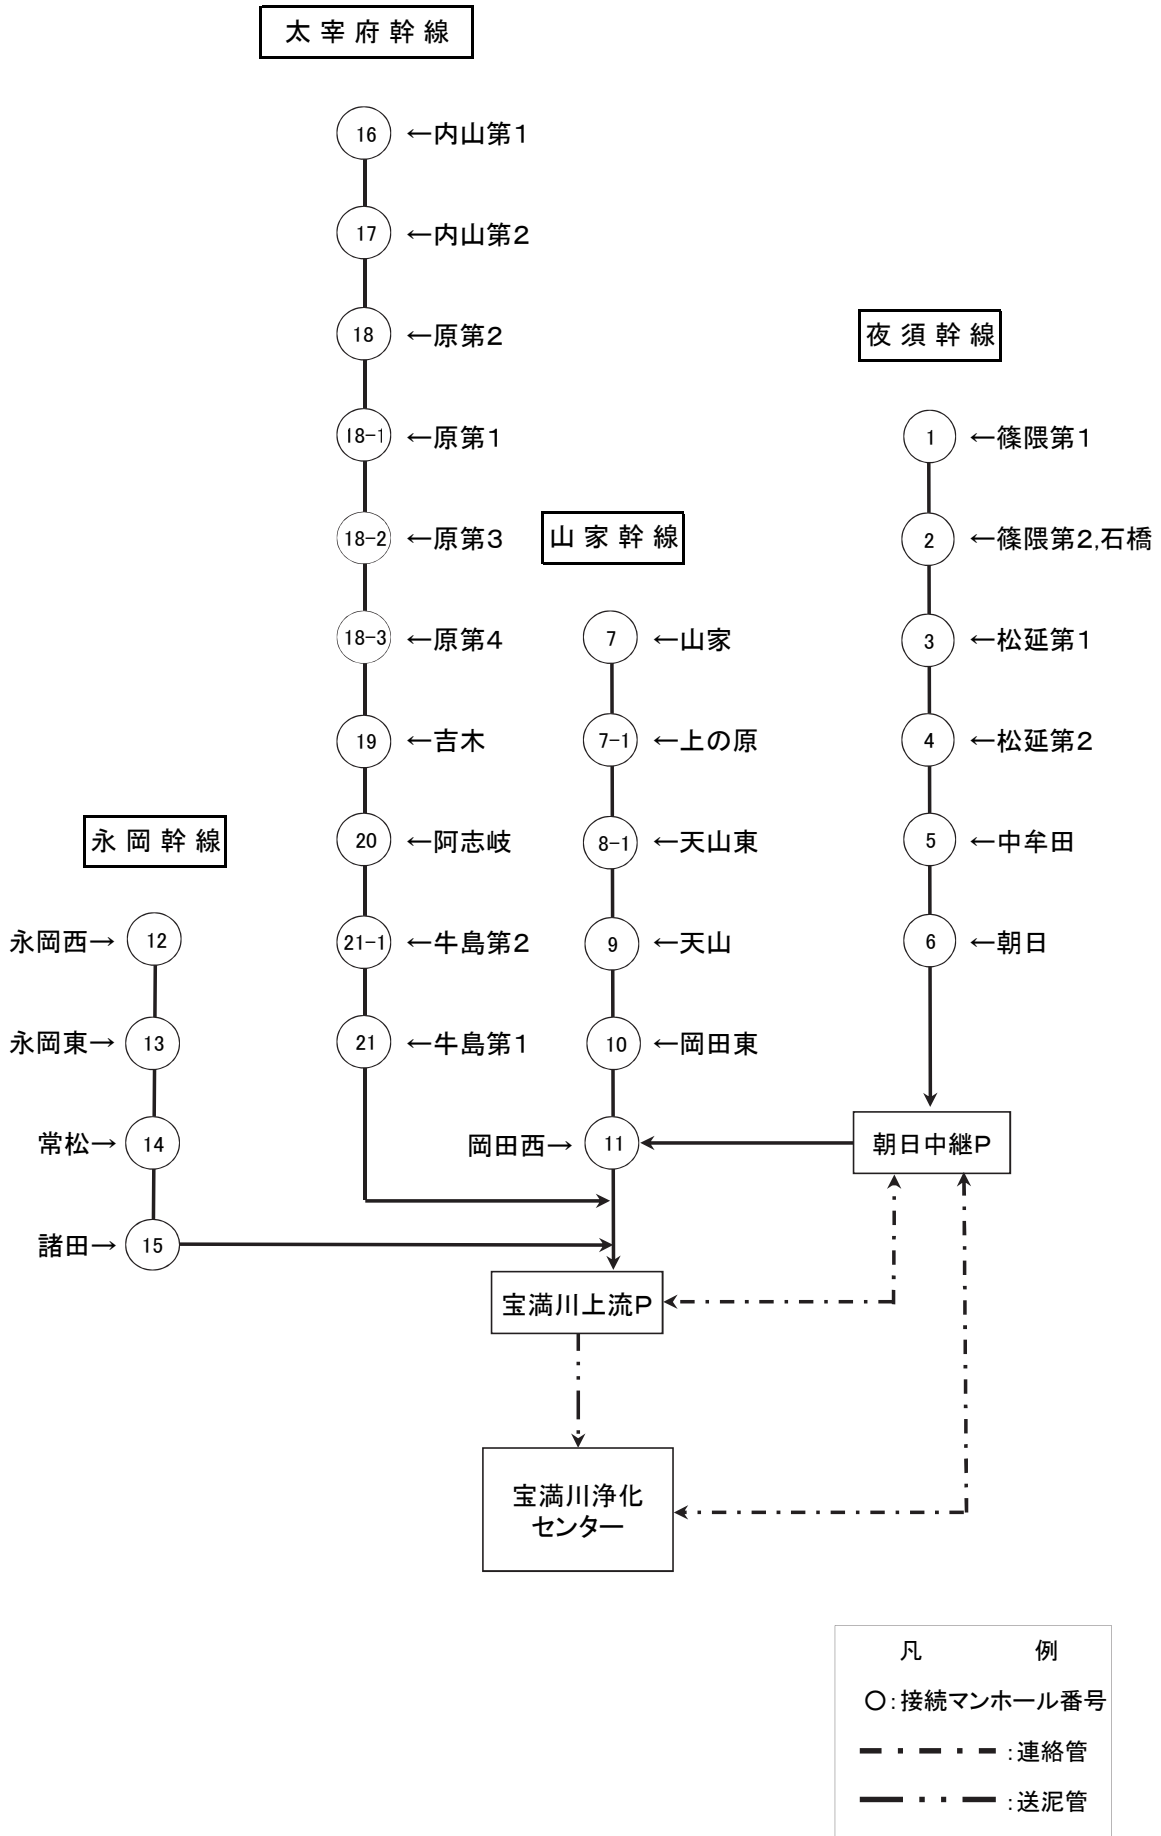 太宰府幹線
16 ←内山第1
17 ←内山第2
18 ←原第2
18-1 ←原第1
18-2 ←原第3
18-3 ←原第4
19 ←吉木
20 ←阿志岐
21-1 ←牛島第2
21 ←牛島第1
夜須幹線
1 ←篠隈第1
2 ←篠隈第2,石橋
3 ←松延第1
4 ←松延第2
5 ←中牟田
6 ←朝日
朝日中継P
山家幹線
7 ←山家
7-1 ←上の原
8-1 ←天山東
9 ←天山
10 ←岡田東
岡田西→ 11
永岡幹線
永岡西→ 12
永岡東→ 13
常松→ 14
諸田→ 15
宝満川上流P
宝満川浄化
センター
凡 例
○:接続マンホール番号
:連絡管
:送泥管